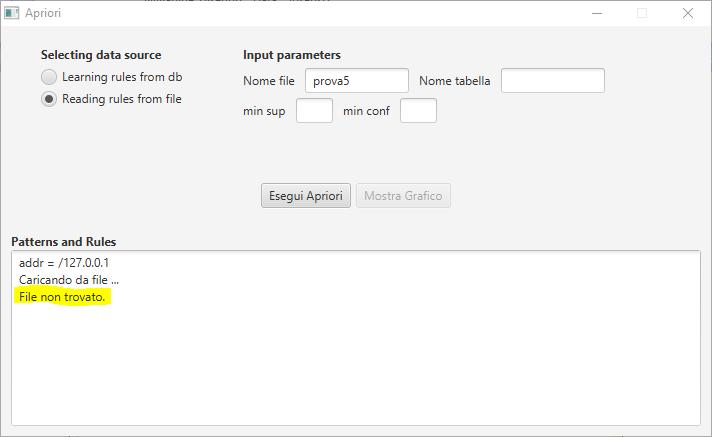 Apriori
Selecting data source
Learning rules from db
Reading rules from file
Input parameters
Nome file prova5 Nome tabella
min sup min conf
Esegui Apriori Mostra Grafico
Patterns and Rules
addr = /127.0.0.1
Caricando da file ...
File non trovato.